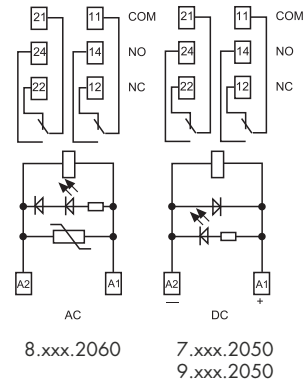 21 11 COM 21 11 COM
24 14 NO 24 14 NO
22 12 NC 22 12 NC
A2 A1 A2 A1
— +
AC DC
8.xxx.2060 7.xxx.2050
9.xxx.2050